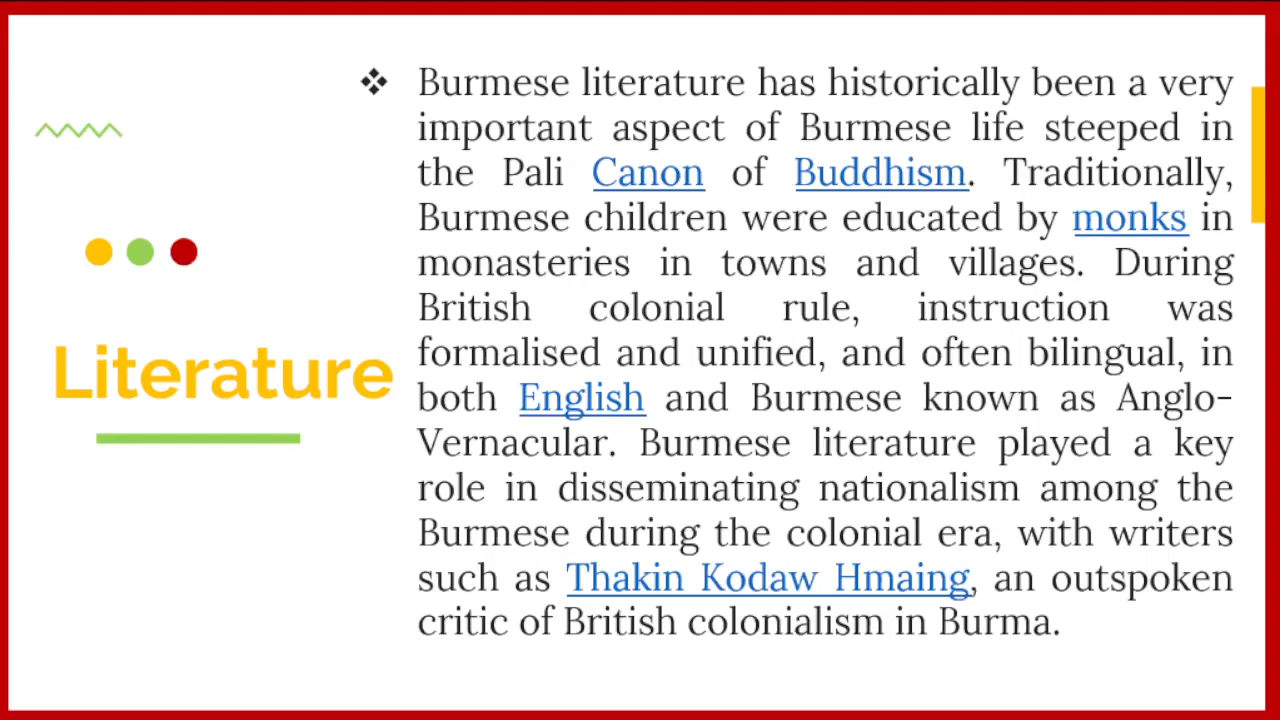 Literature
❖ Burmese literature has historically been a very
important aspect of Burmese life steeped in
the Pali Canon of Buddhism. Traditionally,
Burmese children were educated by monks in
monasteries in towns and villages. During
British colonial rule, instruction was
formalised and unified, and often bilingual, in
both English and Burmese known as Anglo-
Vernacular. Burmese literature played a key
role in disseminating nationalism among the
Burmese during the colonial era, with writers
such as Thakin Kodaw Hmaing, an outspoken
critic of British colonialism in Burma.